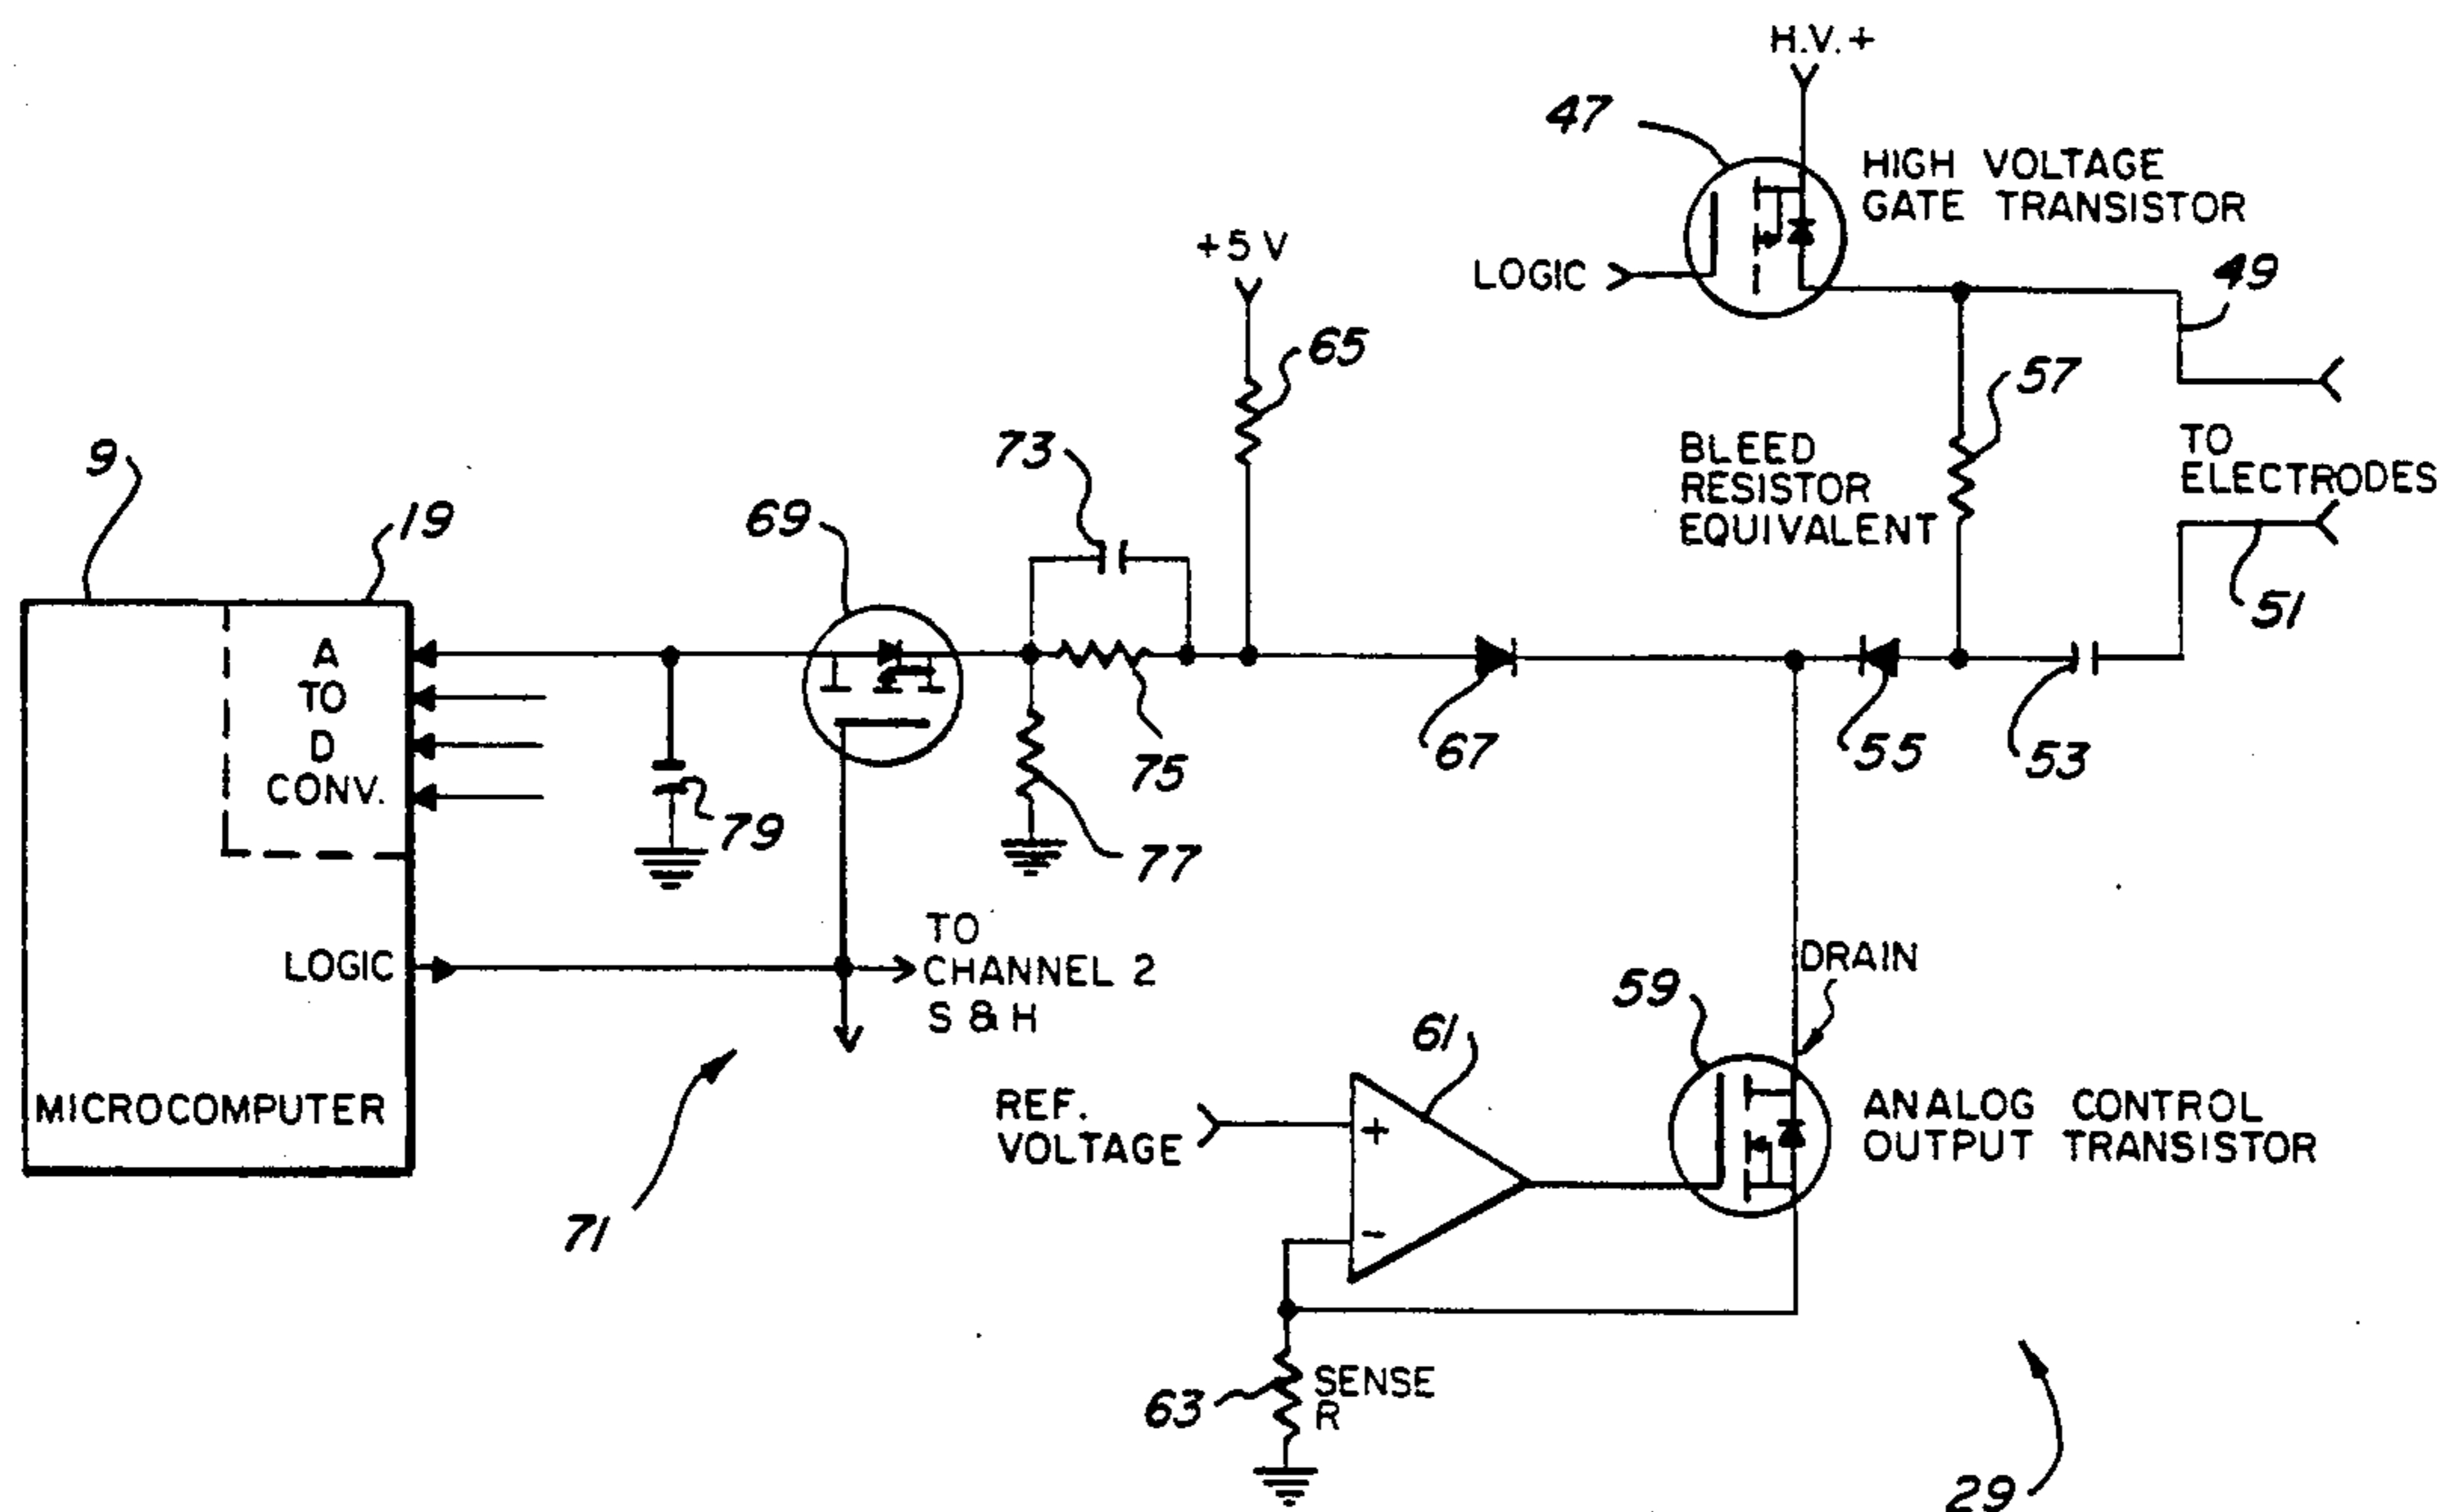 H.V.+
47
HIGH VOLTAGE
GATE TRANSISTOR
+5 V
LOGIC
49
65
57
73
BLEED
RESISTOR
EQUIVALENT
TO
ELECTRODES
9
19
69
51
A
TO
D
CONV.
67
55
53
75
79
77
TO
CHANNEL 2
S & H
LOGIC
DRAIN
59
61
MICROCOMPUTER
REF.
VOLTAGE
+
-
ANALOG CONTROL
OUTPUT TRANSISTOR
71
63
SENSE
R
29